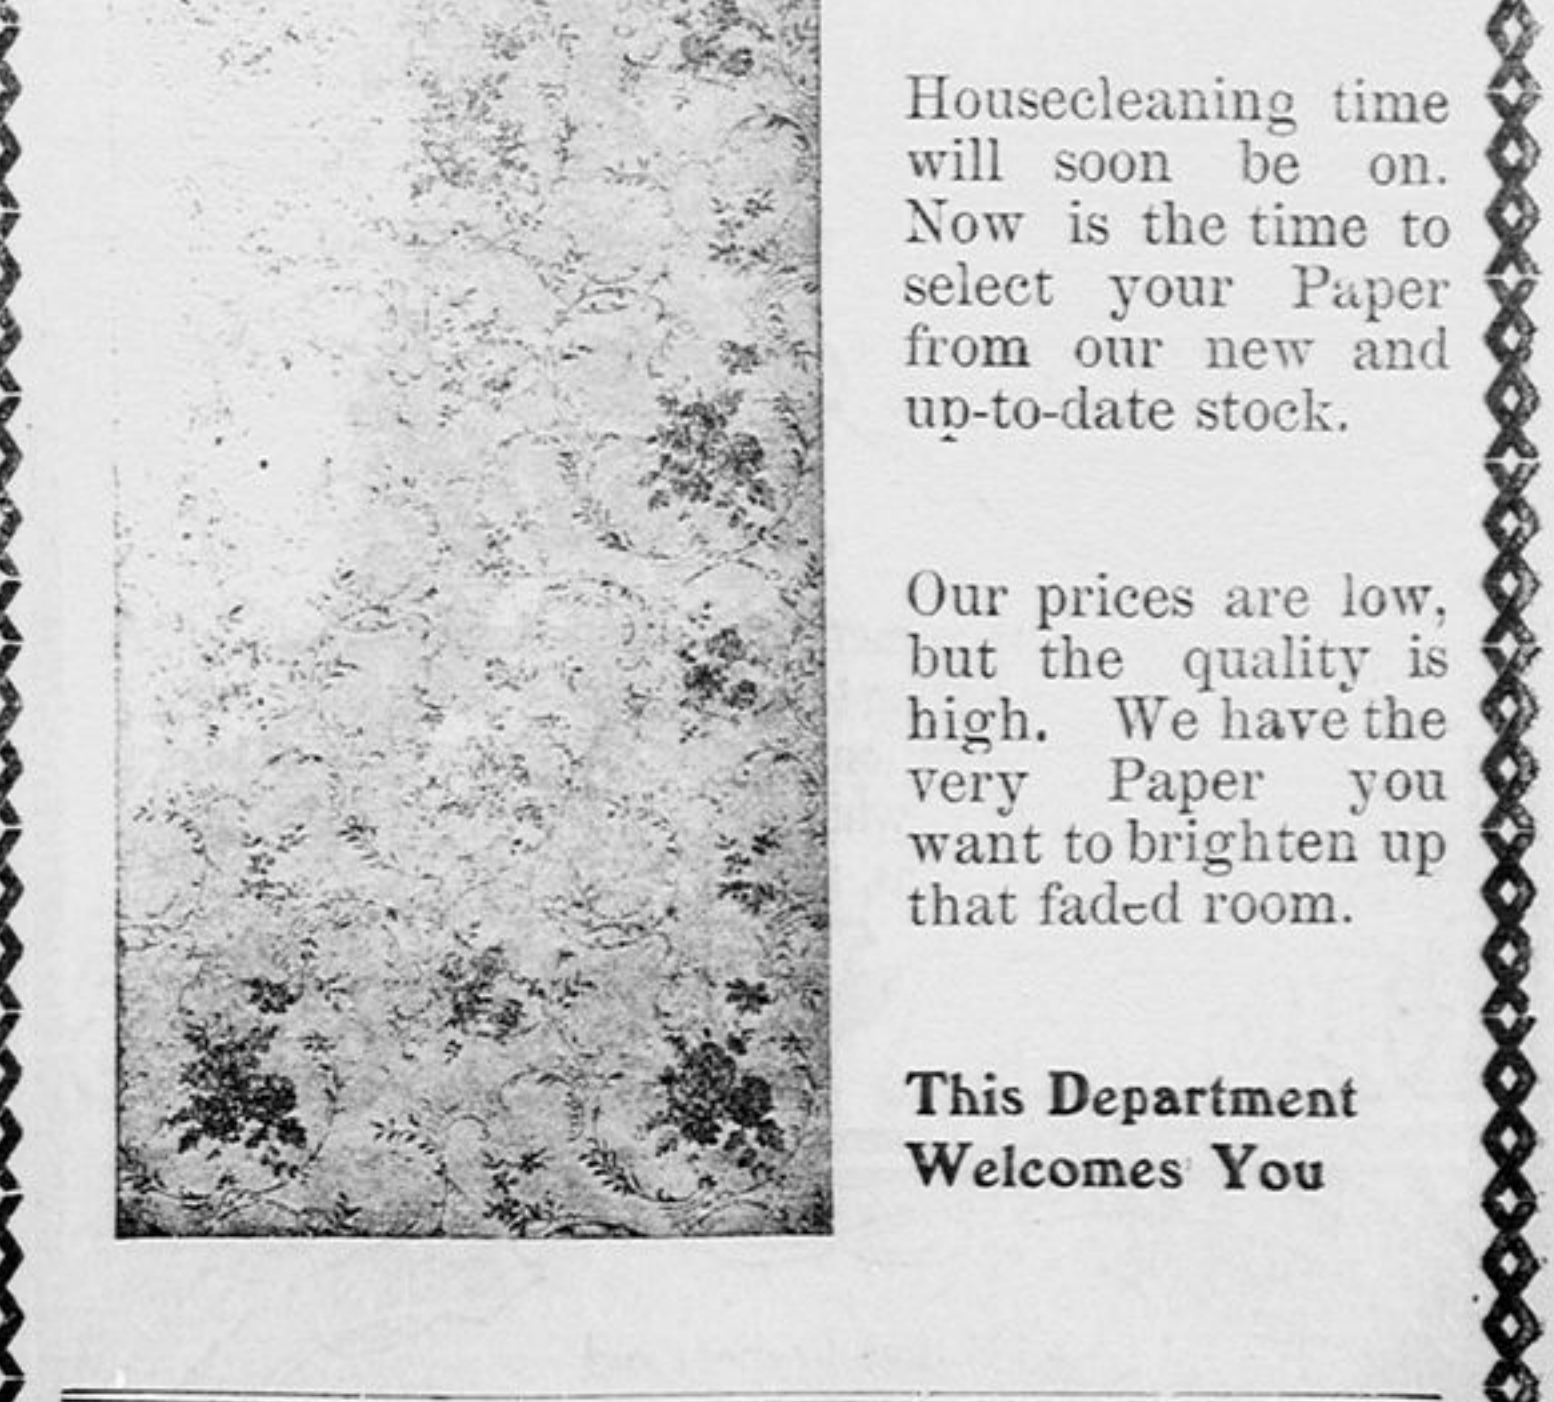 Housecleaning time
will soon be on.
Now is the time to
select your Paper
from our new and
up-to-date stock.
Our prices are low,
but the quality is
high. We have the
very Paper you
want to brighten up
that faded room.
This Department
Welcomes You